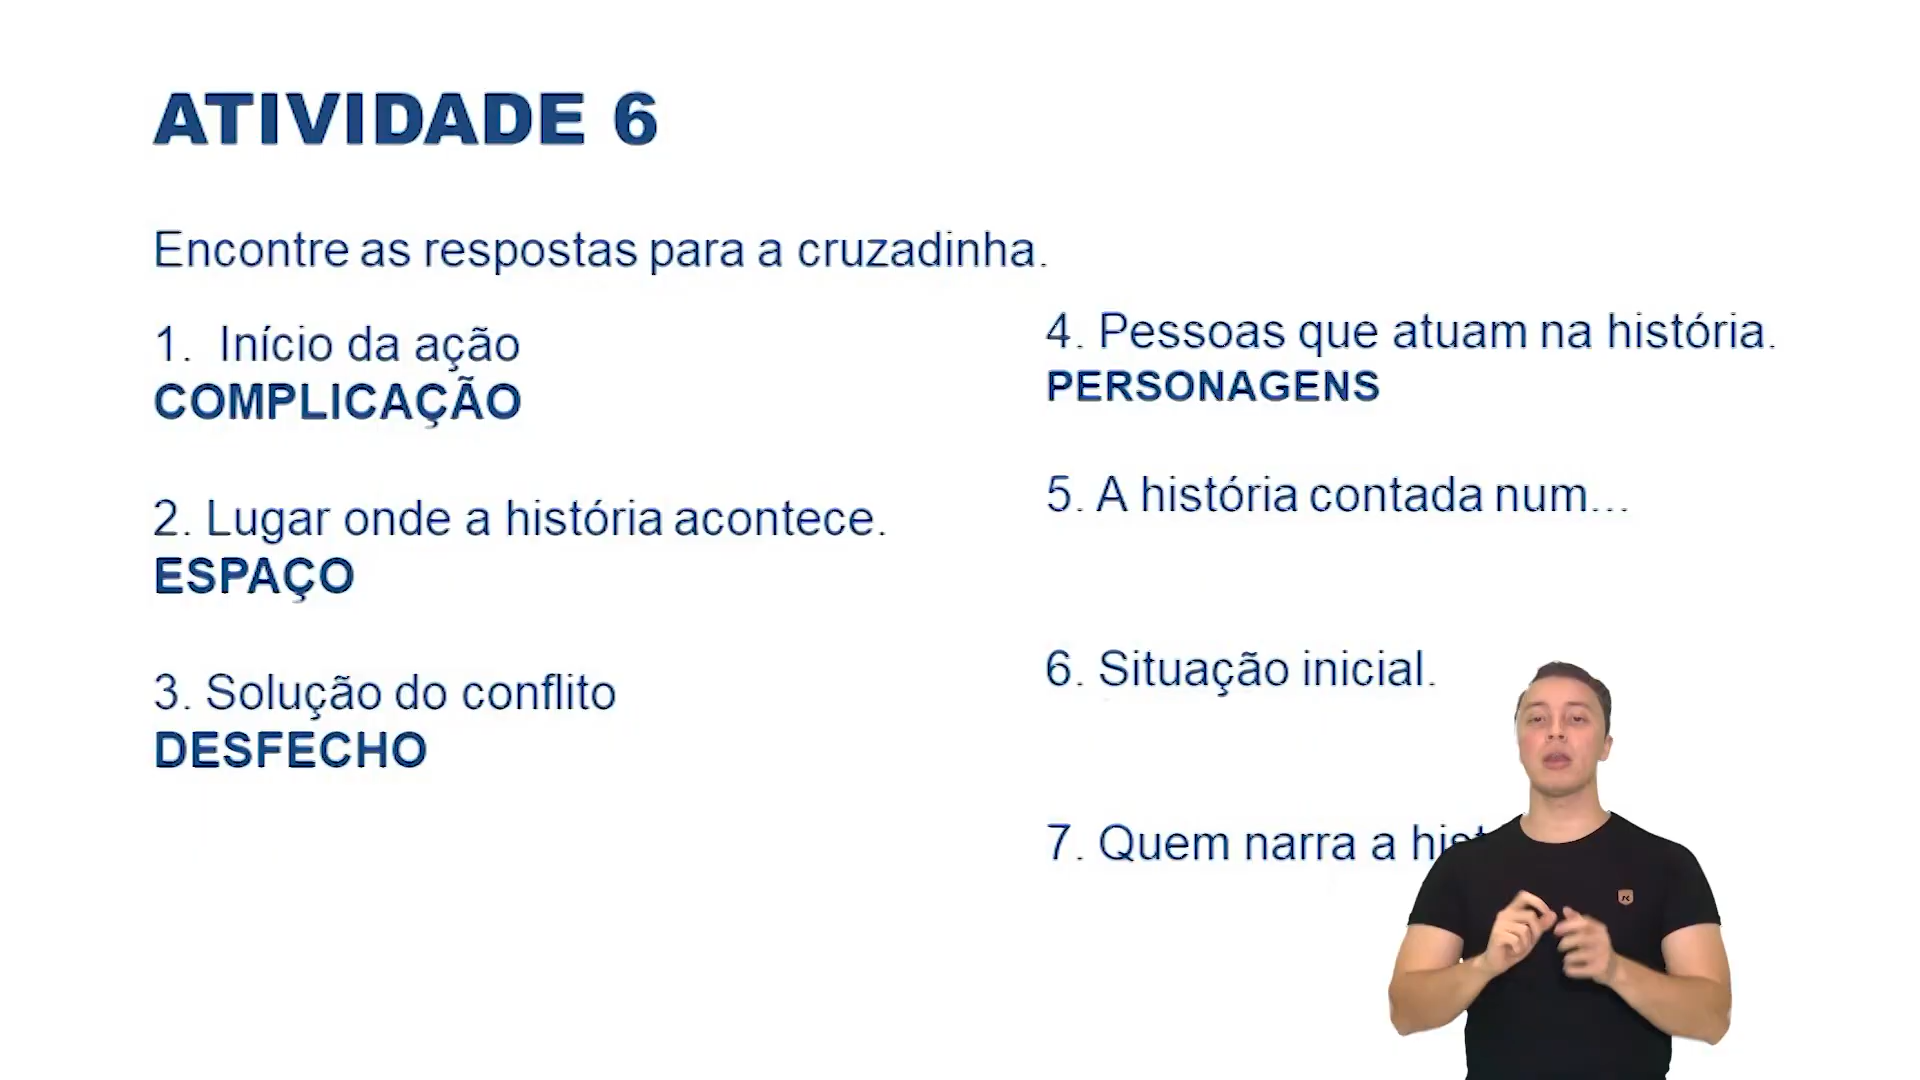 ATIVIDADE 6
Encontre as respostas para a cruzadinha.
1. Início da ação
COMPLICAÇÃO
2. Lugar onde a história acontece.
ESPAÇO
3. Solução do conflito
DESFECHO
4. Pessoas que atuam na história.
PERSONAGENS
5. A história contada num...
6. Situação inicial.
7. Quem narra a